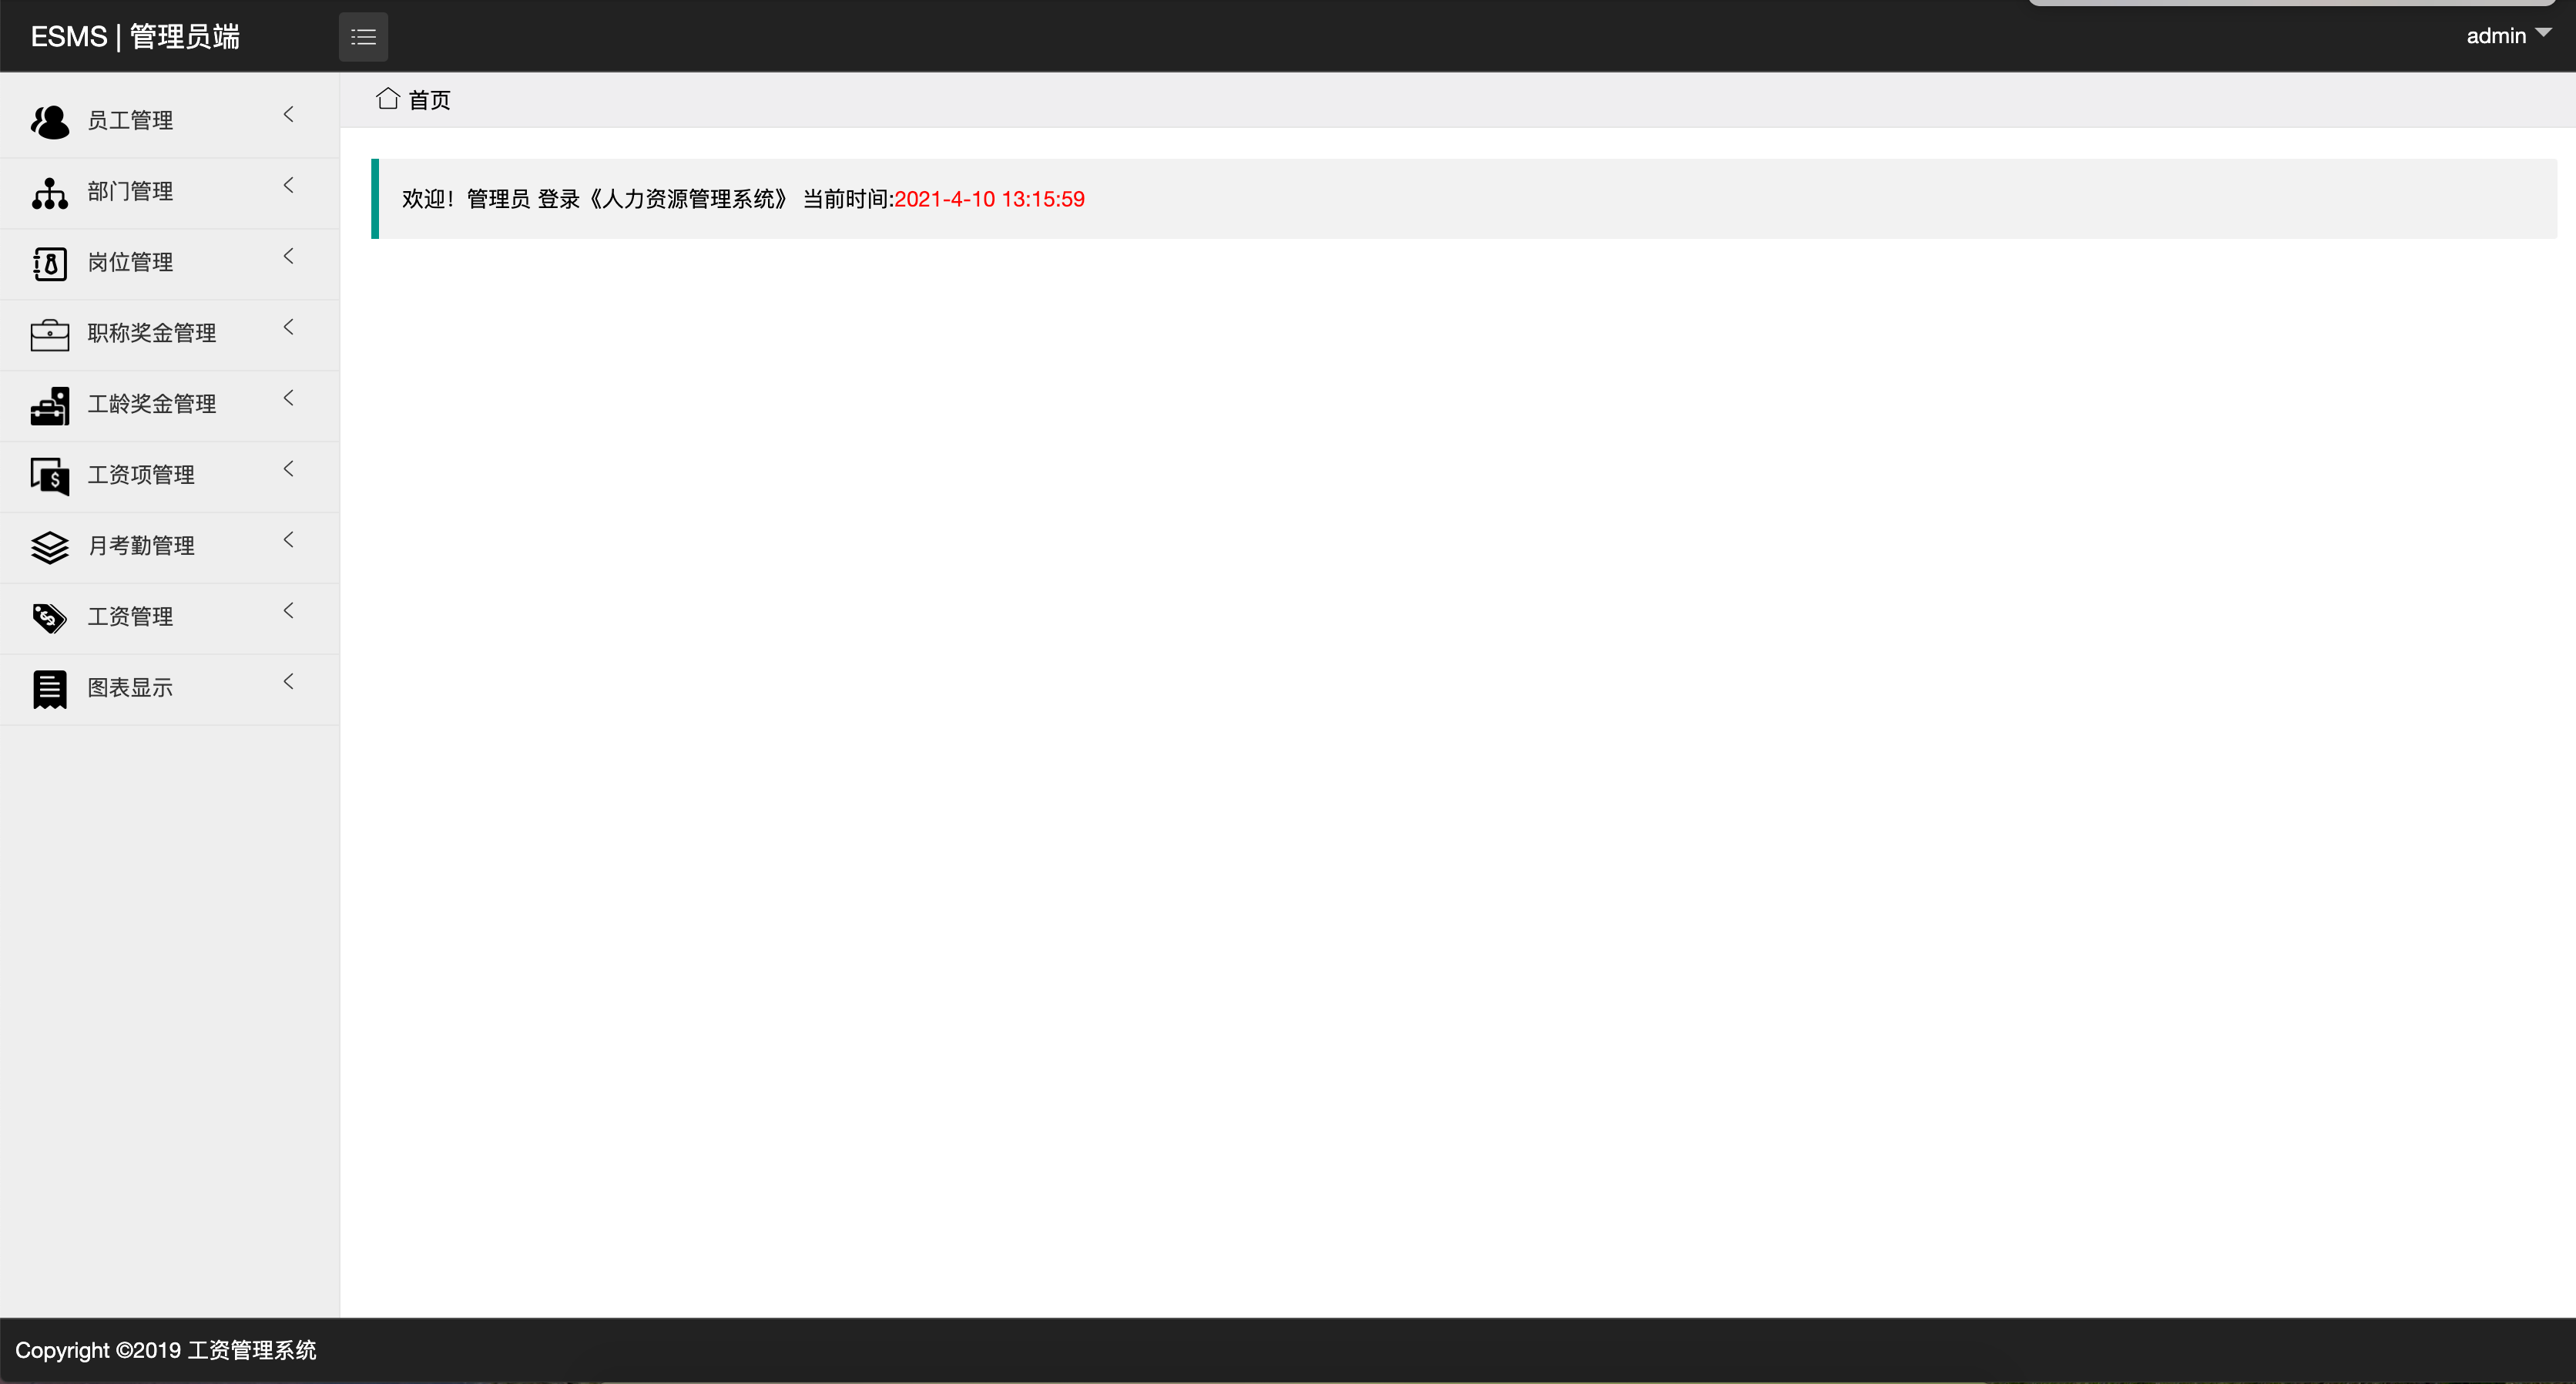 ESMS | 管理员端
admin
员工管理
部门管理
岗位管理
职称奖金管理
工龄奖金管理
工资项管理
月考勤管理
工资管理
图表显示
首页
欢迎！管理员 登录《人力资源管理系统》 当前时间:2021-4-10 13:15:59
Copyright ©2019 工资管理系统